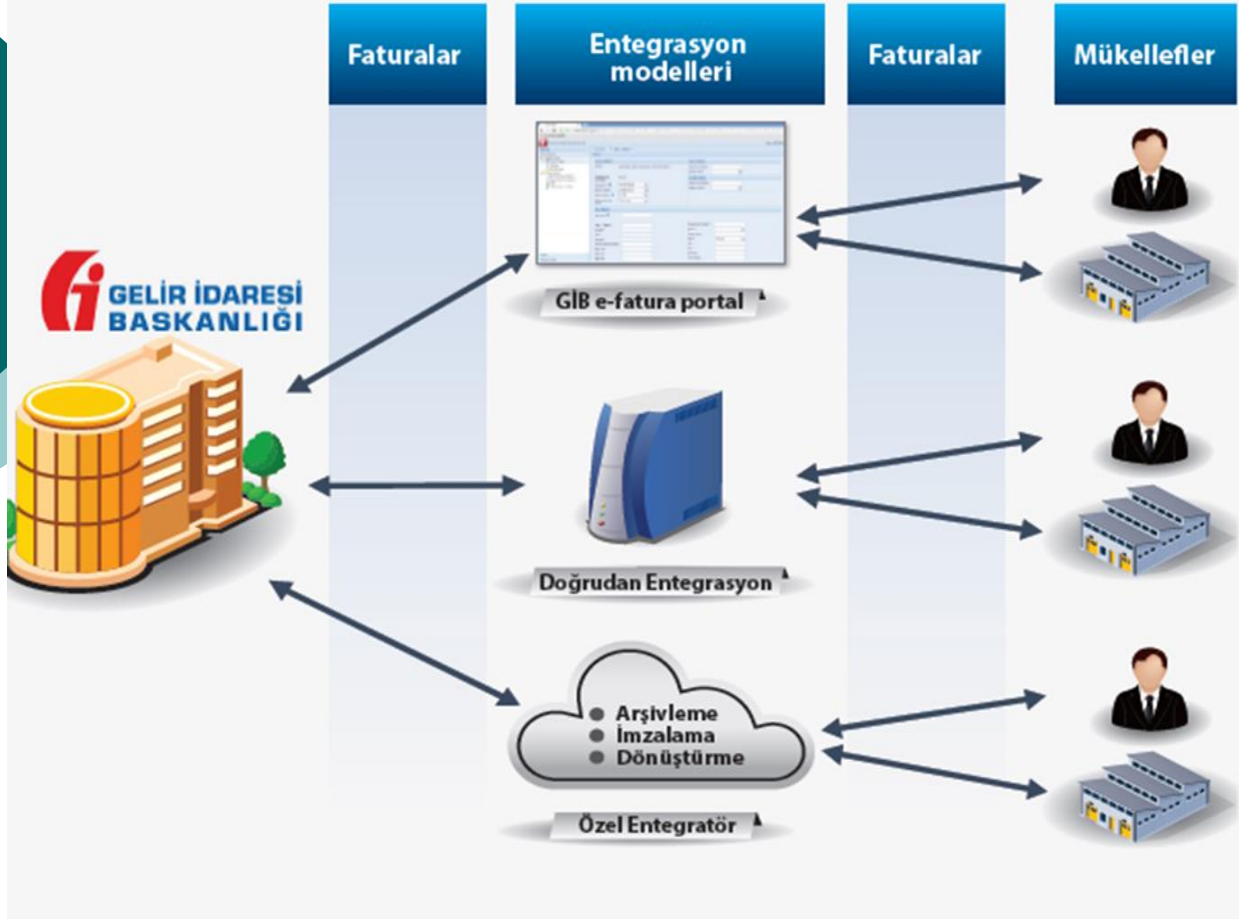 Faturalar
Entegrasyon
modelleri
Faturalar
Mükellefler
GİB e-fatura portal
GELİR İDARESİ
BASKANLIĞI
Doğrudan Entegrasyon
Arşivleme
İmzalama
Dönüştürme
Özel Entegratör